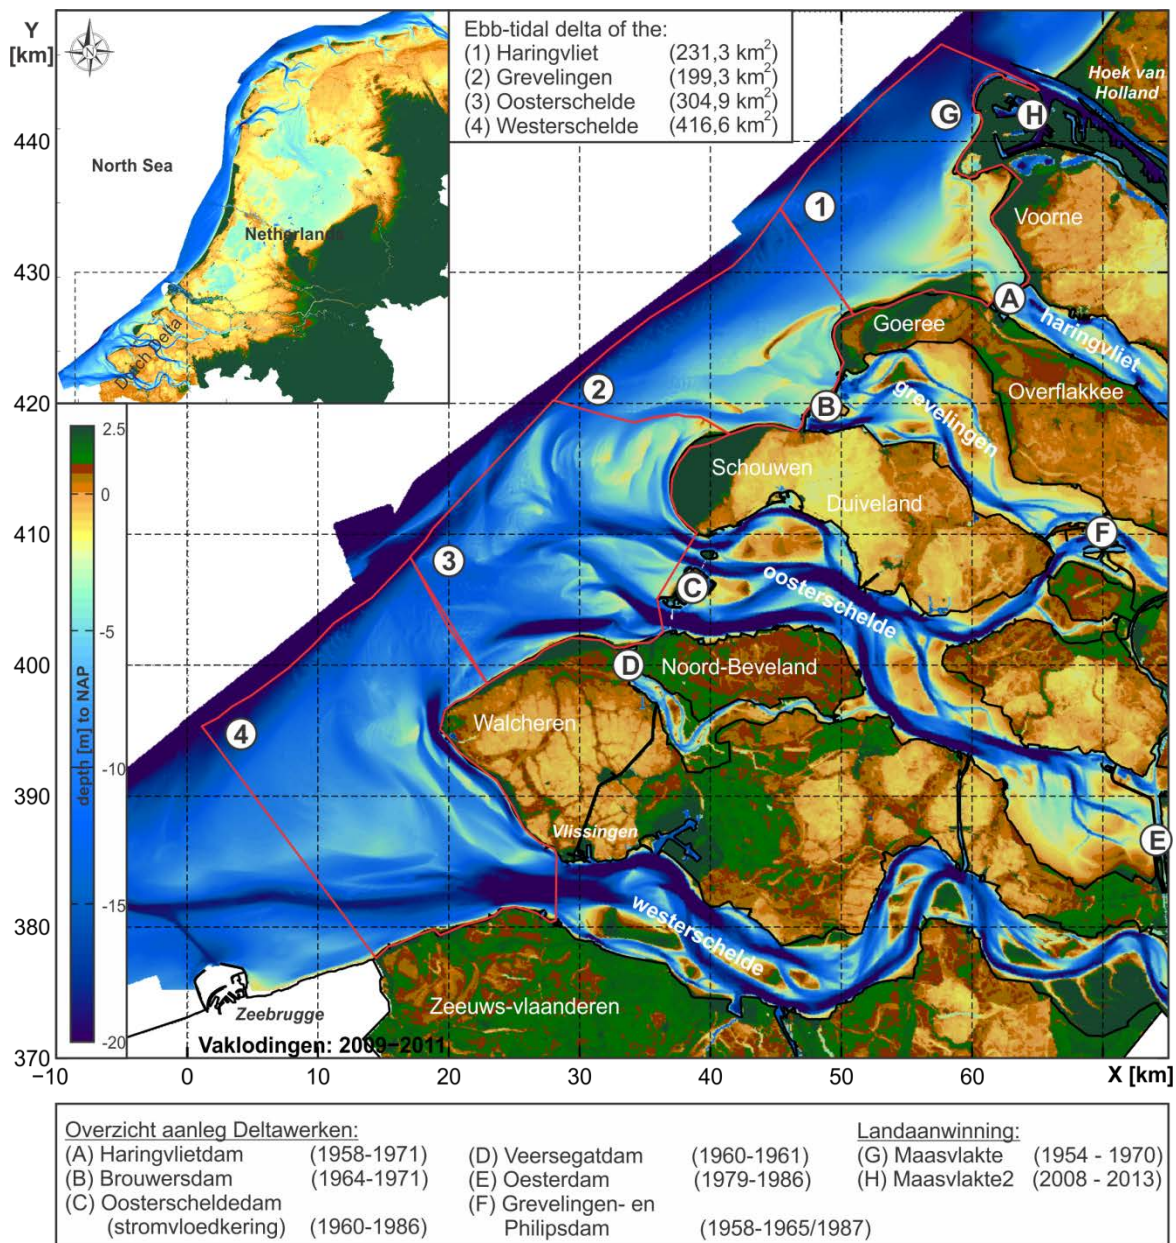 Y
[km]
N
North Sea
Netherlands
Dutch Delta
Ebb-tidal delta of the:
(1) Haringvliet (231,3 km²)
(2) Grevelingen (199,3 km²)
(3) Oosterschelde (304,9 km²)
(4) Westerschelde (416,6 km²)
Hoek van
Holland
G
H
440
1
Voorne
430
A
haringvliet
Goeree
Overflakkee
2
420
B
grevelingen
2.5
0
-5
-10
-15
-20
depth [m] to NAP
Schouwen
Duiveland
410
F
3
C
oosterschelde
400
D
Noord-Beveland
Walcheren
4
390
Vlissingen
E
380
westerschelde
Zeeuws-vlaanderen
Zeebrugge
Vaklodingen: 2009-2011
370
X [km]
-10 0 10 20 30 40 50 60
Overzicht aanleg Deltawerken:
(A) Haringvlietdam (1958-1971)
(B) Brouwersdam (1964-1971)
(C) Oosterscheldedam
(stromvloedkering) (1960-1986)
(D) Veersegatdam (1960-1961)
(E) Oesterdam (1979-1986)
(F) Grevelingen- en
Philipsdam (1958-1965/1987)
Landaanwinning:
(G) Maasvlakte (1954 - 1970)
(H) Maasvlakte2 (2008 - 2013)